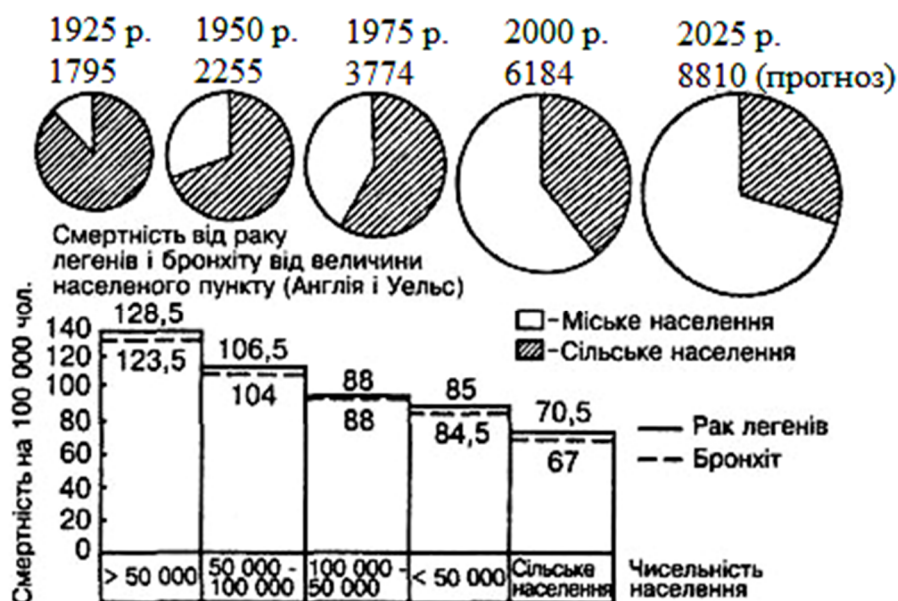 1925 р. 1950 р. 1975 р. 2000 р. 2025 р.
1795 2255 3774 6184 8810 (прогноз)
Смертність від раку
легенів і бронхіту від величини
населеного пункту (Англія і Уельс)
-Міське населення
-Сільське населення
Смертність на 100 000 чол.
140
120
100
80
60
40
20
0
128,5
123,5
106,5
104
88
88
85
84,5
70,5
67
Рак легенів
Бронхіт
> 50 000
50 000 -
100 000
100 000 -
50 000
< 50 000
Сільське
населення
Чисельність
населення